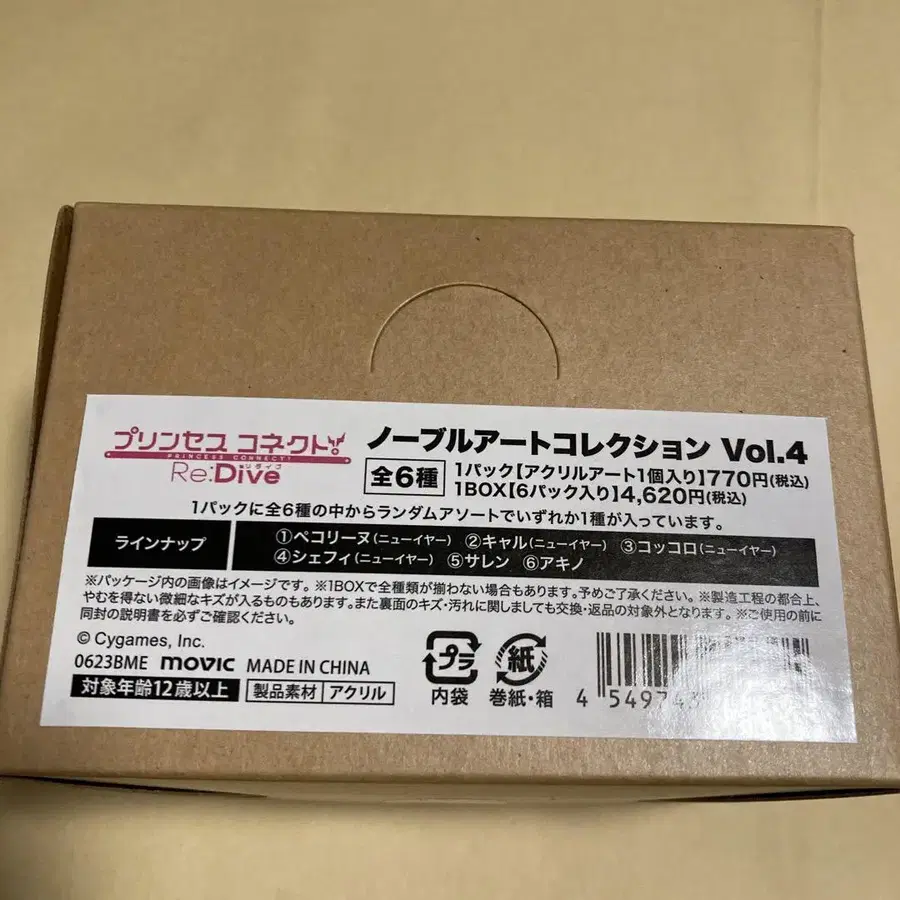 プリンセスコネクト!
PRINCESS CONNECT!
Re:Dive
リダイブ
ノーブルアートコレクション Vol.4
全6種
1パック【アクリルアート1個入り】770円(税込)
1BOX【6パック入り】4,620円(税込)
1パックに全6種の中からランダムアソートでいずれか1種が入っています。
ラインナップ
①ペコリーヌ(ニューイヤー) ②キャル(ニューイヤー) ③コッコロ(ニューイヤー)
④シェフィ(ニューイヤー) ⑤サレン ⑥アキノ
※パッケージ内の画像はイメージです。※1BOXで全種類が揃わない場合もあります。予めご了承ください。※製造工程の都合上、
やむを得ない微細なキズが入るものもあります。また裏面のキズ・汚れに関しましても交換・返品の対象外となります。※ご使用の前に
同封の説明書を必ずご確認ください。
© Cygames, Inc.
0623BME movic MADE IN CHINA
対象年齢12歳以上 製品素材 アクリル
プラ
内袋
紙
巻紙・箱
4 549743